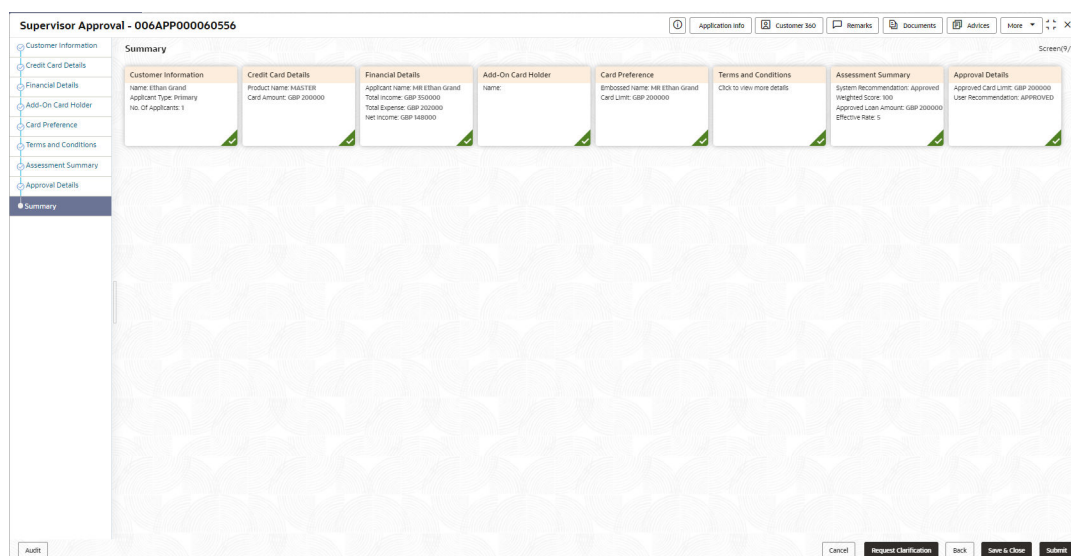 Supervisor Approval - 006APP000060556
Application Info
Customer 360
Remarks
Documents
Advices
More
Customer Information
Credit Card Details
Financial Details
Add-On Card Holder
Card Preference
Terms and Conditions
Assessment Summary
Approval Details
Summary
Summary
Screen(9/
Customer Information
Name: Ethan Grand
Applicant Type: Primary
No. Of Applicants: 1
Credit Card Details
Product Name: MASTER
Card Amount: GBP 200000
Financial Details
Applicant Name: MR Ethan Grand
Total Income: GBP 350000
Total Expense: GBP 202000
Net Income: GBP 148000
Add-On Card Holder
Name:
Card Preference
Embossed Name: MR Ethan Grand
Card Limit: GBP 200000
Terms and Conditions
Click to view more details
Assessment Summary
System Recommendation: Approved
Weighted Score: 100
Approved Loan Amount: GBP 200000
Effective Rate: 5
Approval Details
Approved Card Limit: GBP 200000
User Recommendation: APPROVED
Audit
Cancel
Request Clarification
Back
Save & Close
Submit